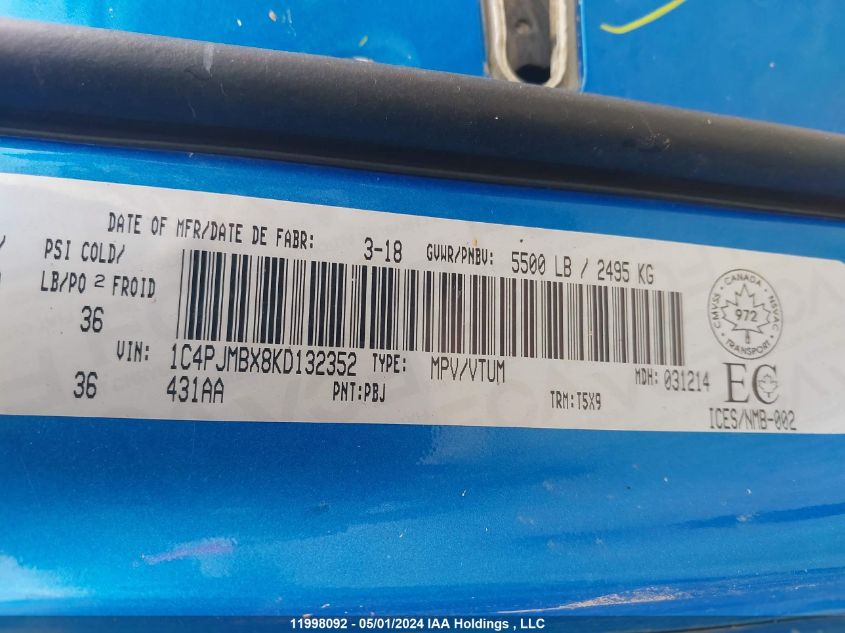 DATE OF MFR/DATE DE FABR: 3-18 GVWR/PNBV: 5500 LB / 2495 KG
PSI COLD/
LB/PO 2 FROID
36
VIN: 1C4PJMBX8KD132352 TYPE: MPV/VTUM MDH: 031214
36 431AA PNT:PBJ TRM:T5X9
CMVSS · CANADA · NSVAC
972
TRANSPORT
EC
ICES/NMB-002
11998092 - 05/01/2024 IAA Holdings , LLC